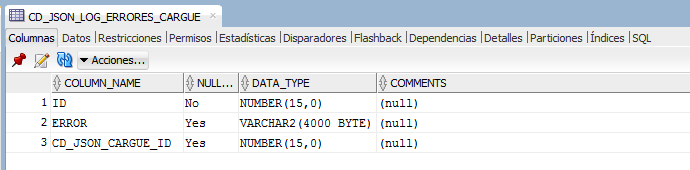 CD_JSON_LOG_ERRORES_CARGUE
Columnas Datos Restricciones Permisos Estadísticas Disparadores Flashback Dependencias Detalles Particiones Índices SQL
Acciones...
COLUMN_NAME NULL... DATA_TYPE COMMENTS
1 ID No NUMBER(15,0) (null)
2 ERROR Yes VARCHAR2(4000 BYTE) (null)
3 CD_JSON_CARGUE_ID Yes NUMBER(15,0) (null)